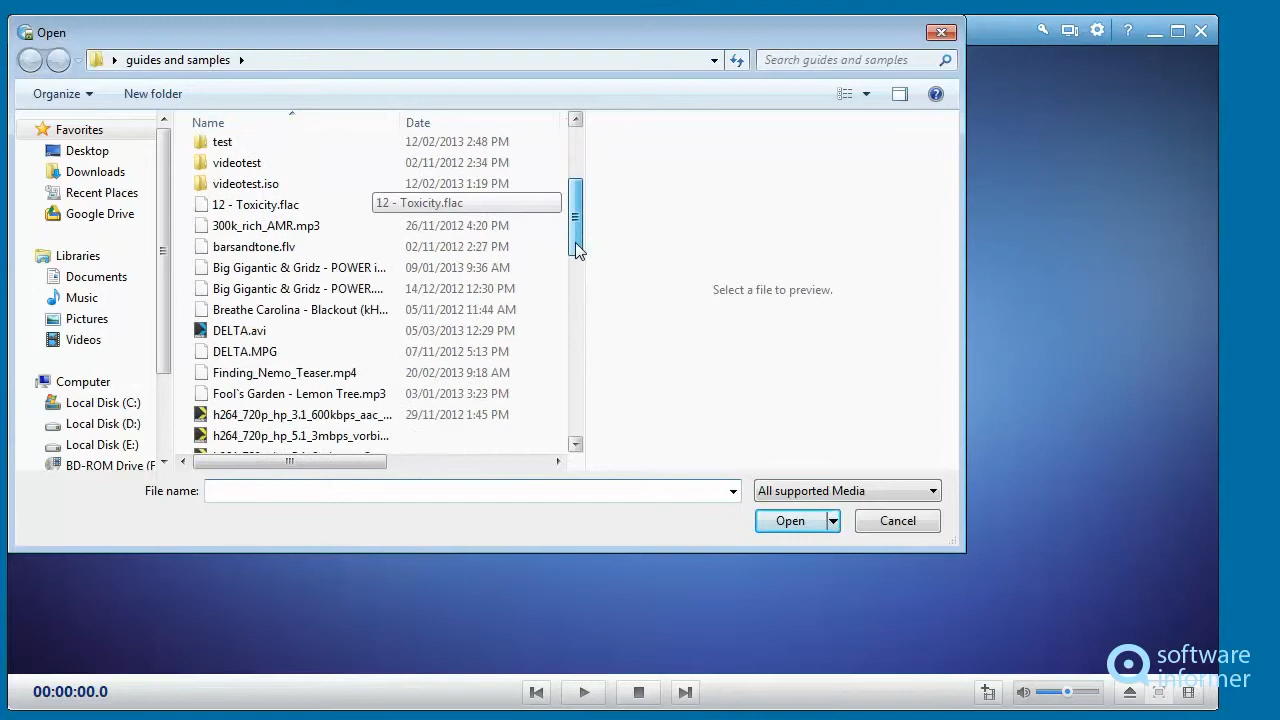 Open
guides and samples
Search guides and samples
Organize
New folder
Name
Date
Favorites
Desktop
Downloads
Recent Places
Google Drive
Libraries
Documents
Music
Pictures
Videos
Computer
Local Disk (C:)
Local Disk (D:)
Local Disk (E:)
BD-ROM Drive (F
test 12/02/2013 2:48 PM
videotest 02/11/2012 2:34 PM
videotest.iso 12/02/2013 1:19 PM
12 - Toxicity.flac
12 - Toxicity.flac
300k_rich_AMR.mp3 26/11/2012 4:20 PM
barsandtone.flv 02/11/2012 2:27 PM
Big Gigantic & Gridz - POWER i... 09/01/2013 9:36 AM
Big Gigantic & Gridz - POWER.... 14/12/2012 12:30 PM
Breathe Carolina - Blackout (kH... 05/11/2012 11:44 AM
DELTA.avi 05/03/2013 12:29 PM
DELTA.MPG 07/11/2012 5:13 PM
Finding_Nemo_Teaser.mp4 20/02/2013 9:18 AM
Fool`s Garden - Lemon Tree.mp3 03/01/2013 3:23 PM
h264_720p_hp_3.1_600kbps_aac_... 29/11/2012 1:45 PM
h264_720p_hp_5.1_3mbps_vorbi...
Select a file to preview.
File name:
All supported Media
Open
Cancel
00:00:00.0
software
informer